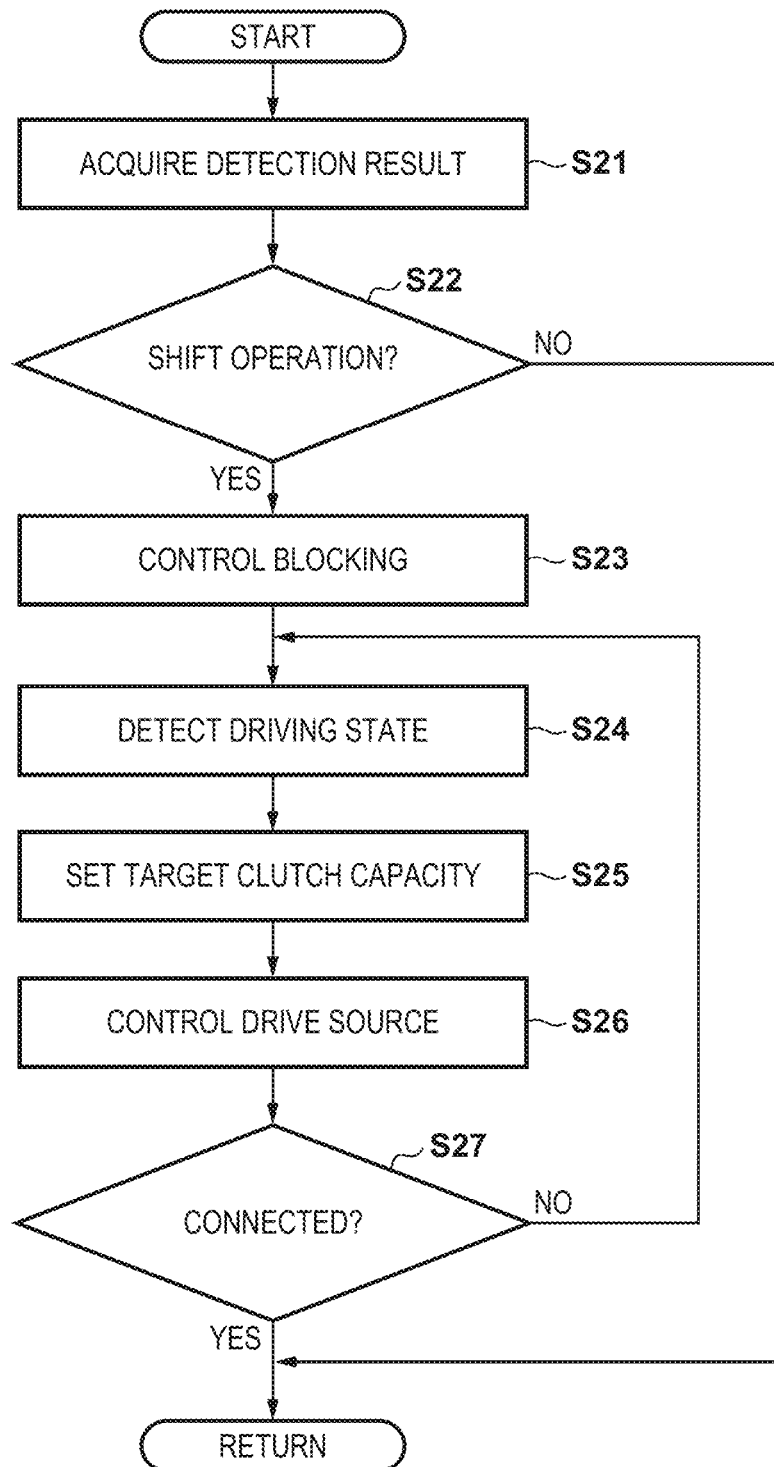 START
ACQUIRE DETECTION RESULT
S21
S22
SHIFT OPERATION?
NO
YES
CONTROL BLOCKING
S23
DETECT DRIVING STATE
S24
SET TARGET CLUTCH CAPACITY
S25
CONTROL DRIVE SOURCE
S26
S27
CONNECTED?
NO
YES
RETURN